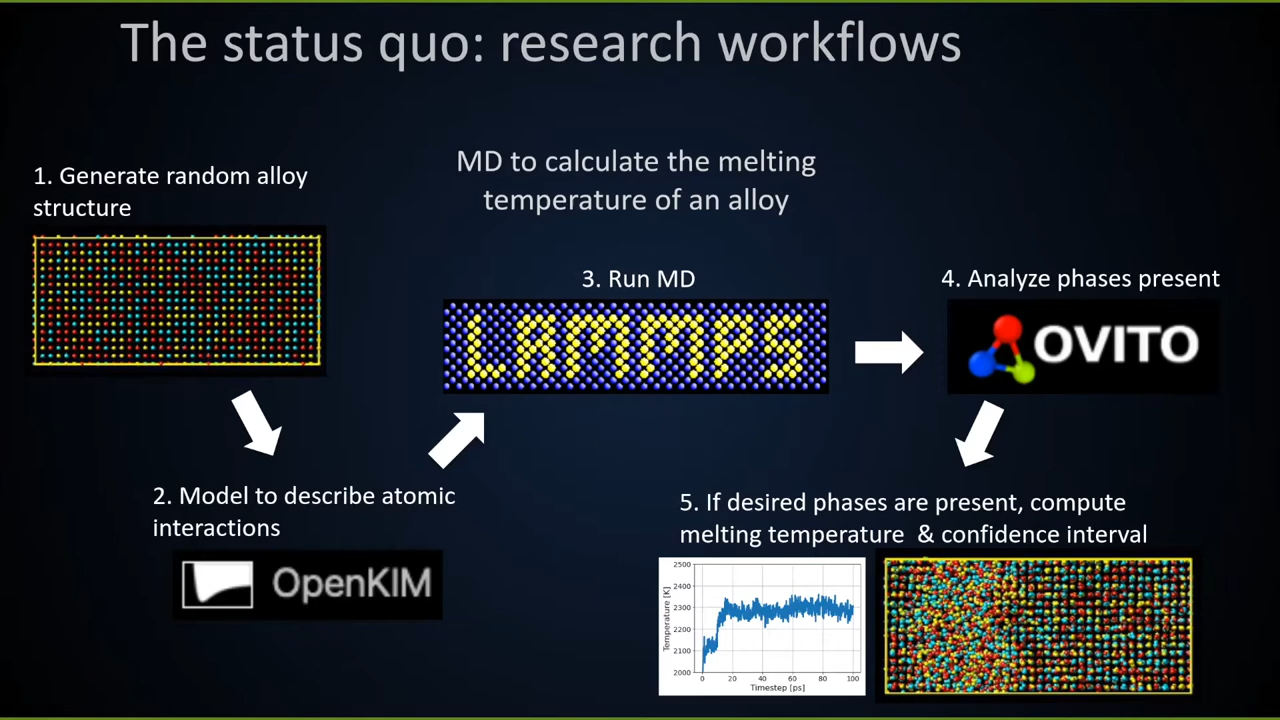 The status quo: research workflows
MD to calculate the melting
temperature of an alloy
1. Generate random alloy
structure
2. Model to describe atomic
interactions
OpenKIM
3. Run MD
LAMMPS
4. Analyze phases present
OVITO
5. If desired phases are present, compute
melting temperature & confidence interval
Temperature [K]
2500
2400
2300
2200
2100
2000
0 20 40 60 80 100
Timestep [ps]